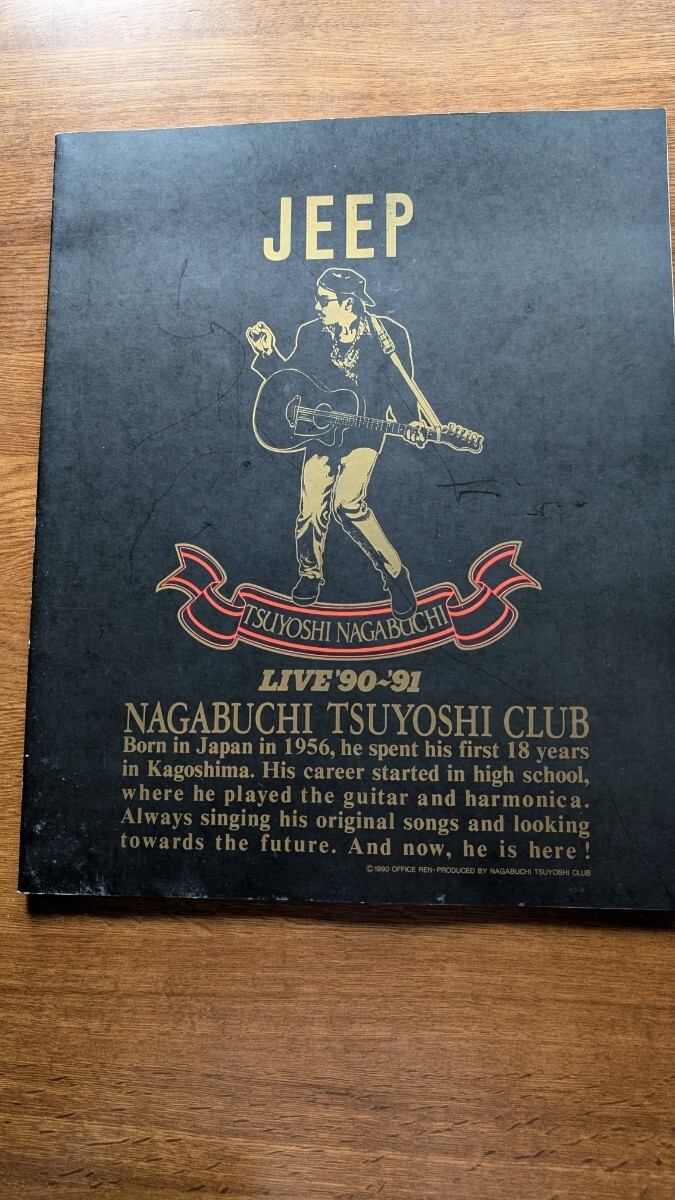 JEEP
TSUYOSHI NAGABUCHI
LIVE '90~'91
NAGABUCHI TSUYOSHI CLUB
Born in Japan in 1956, he spent his first 18 years
in Kagoshima. His career started in high school,
where he played the guitar and harmonica.
Always singing his original songs and looking
towards the future. And now, he is here!
©1990 OFFICE REN·PRODUCED BY NAGABUCHI TSUYOSHI CLUB